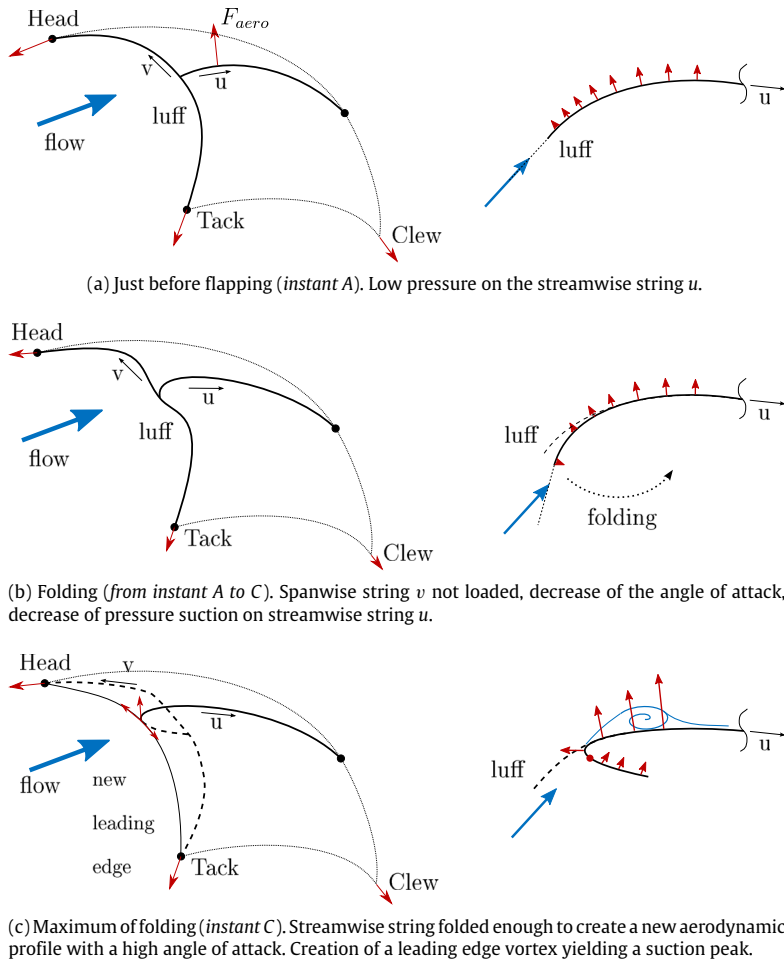 Head
F_aero
v
u
luff
flow
Tack
Clew
luff
u
(a) Just before flapping (instant A). Low pressure on the streamwise string u.
Head
v
u
luff
flow
Tack
Clew
luff
folding
u
(b) Folding (from instant A to C). Spanwise string v not loaded, decrease of the angle of attack,
decrease of pressure suction on streamwise string u.
Head
v
u
flow
new
leading
edge
Tack
Clew
luff
u
(c) Maximum of folding (instant C). Streamwise string folded enough to create a new aerodynamic
profile with a high angle of attack. Creation of a leading edge vortex yielding a suction peak.